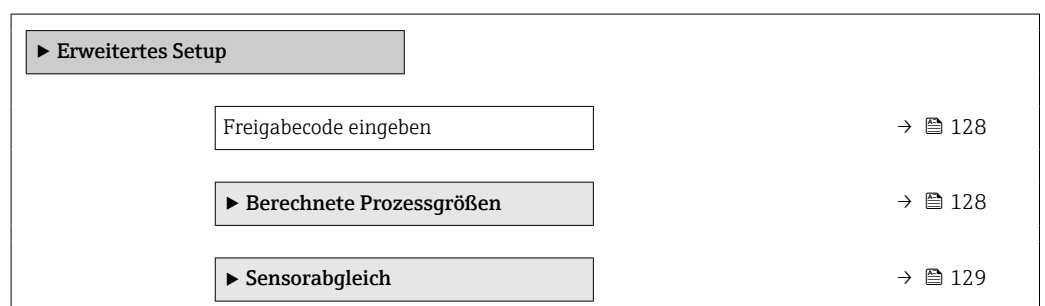 ▶ Erweitertes Setup
Freigabecode eingeben → 128
▶ Berechnete Prozessgrößen → 128
▶ Sensorabgleich → 129